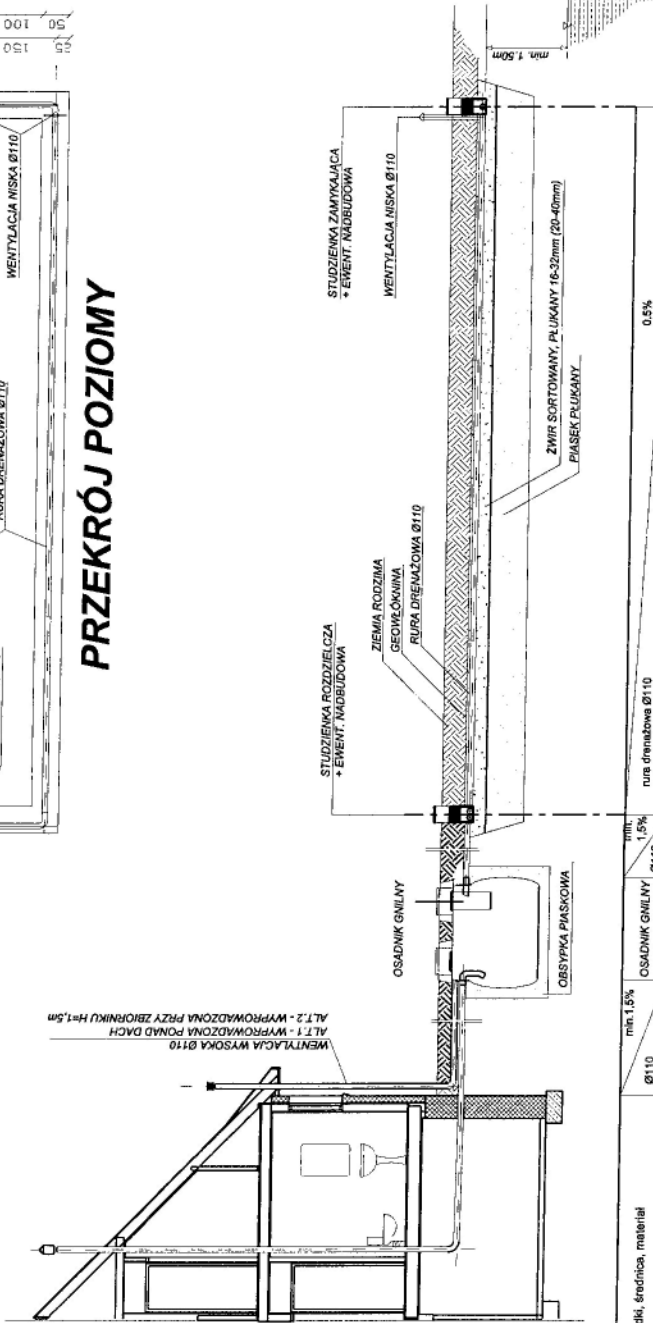 50 100
25 150
WENTYLACJA NISKA Ø110
RURA DRENAŻOWA Ø110
PRZEKRÓJ POZIOMY
min. 1.50m
STUDZIENKA ZAMYKAJĄCA
+ EWENT. NADBUDOWA
WENTYLACJA NISKA Ø110
ŻWIR SORTOWANY, PŁUKANY 16-32mm (20-40mm)
PIASEK PŁUKANY
0.5%
STUDZIENKA ROZDZIELCZA
+ EWENT. NADBUDOWA
ZIEMIA RODZIMA
GEOWŁÓKNINA
RURA DRENAŻOWA Ø110
rura drenażowa Ø110
min.
1,5%
Ø110
OSADNIK GNILNY
OBSYPKA PIASKOWA
OSADNIK GNILNY
WENTYLACJA WYSOKA Ø110
ALT.1 - WYPROWADZONA PONAD DACH
ALT.2 - WYPROWADZONA PRZY ZBIORNIKU H=1,5m
min.1,5%
Ø110
średnica, materiał